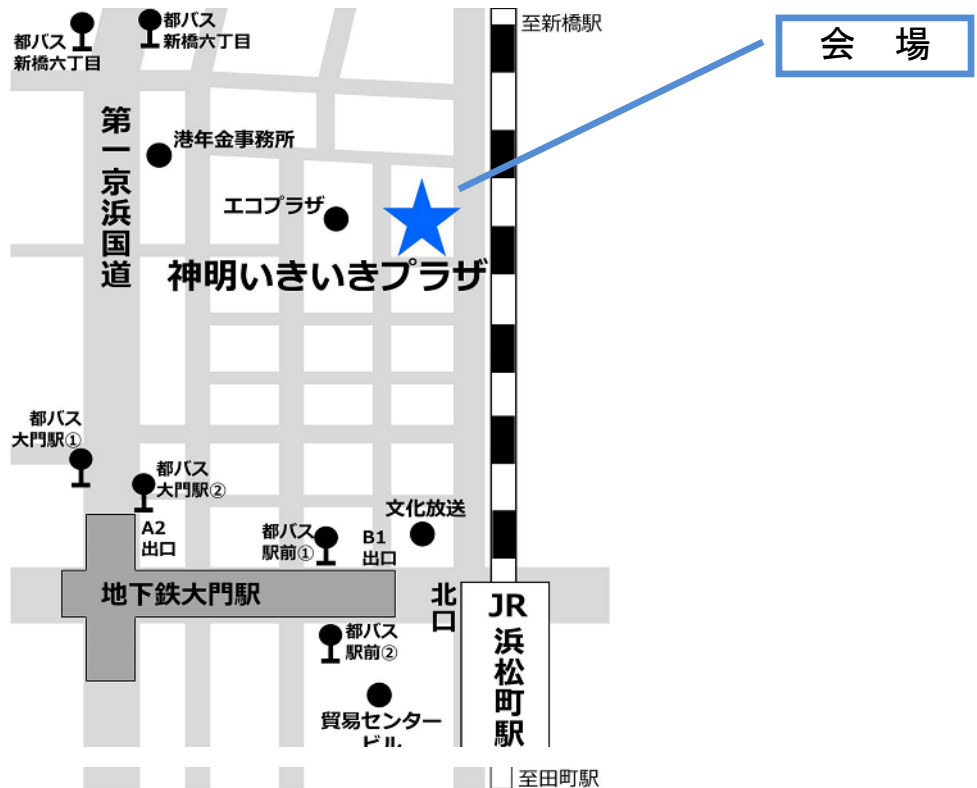 都バス
新橋六丁目
都バス
新橋六丁目
至新橋駅
会 場
第一京浜国道
港年金事務所
エコプラザ
神明いきいきプラザ
都バス
大門駅①
都バス
大門駅②
A2
出口
都バス
駅前①
B1
出口
文化放送
地下鉄大門駅
北口
JR
浜松町駅
都バス
駅前②
貿易センター
ビル
至田町駅